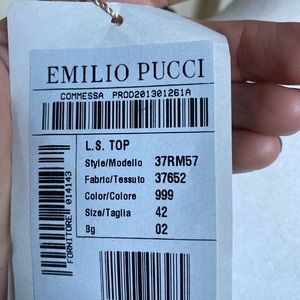 EMILIO PUCCI
COMMESSA PROD201301261A
L.S. TOP
Style/Modello 37RM57
Fabric/Tessuto 37652
Color/Colore 999
Size/Taglia 42
Bg 02
FORNITORE 014143